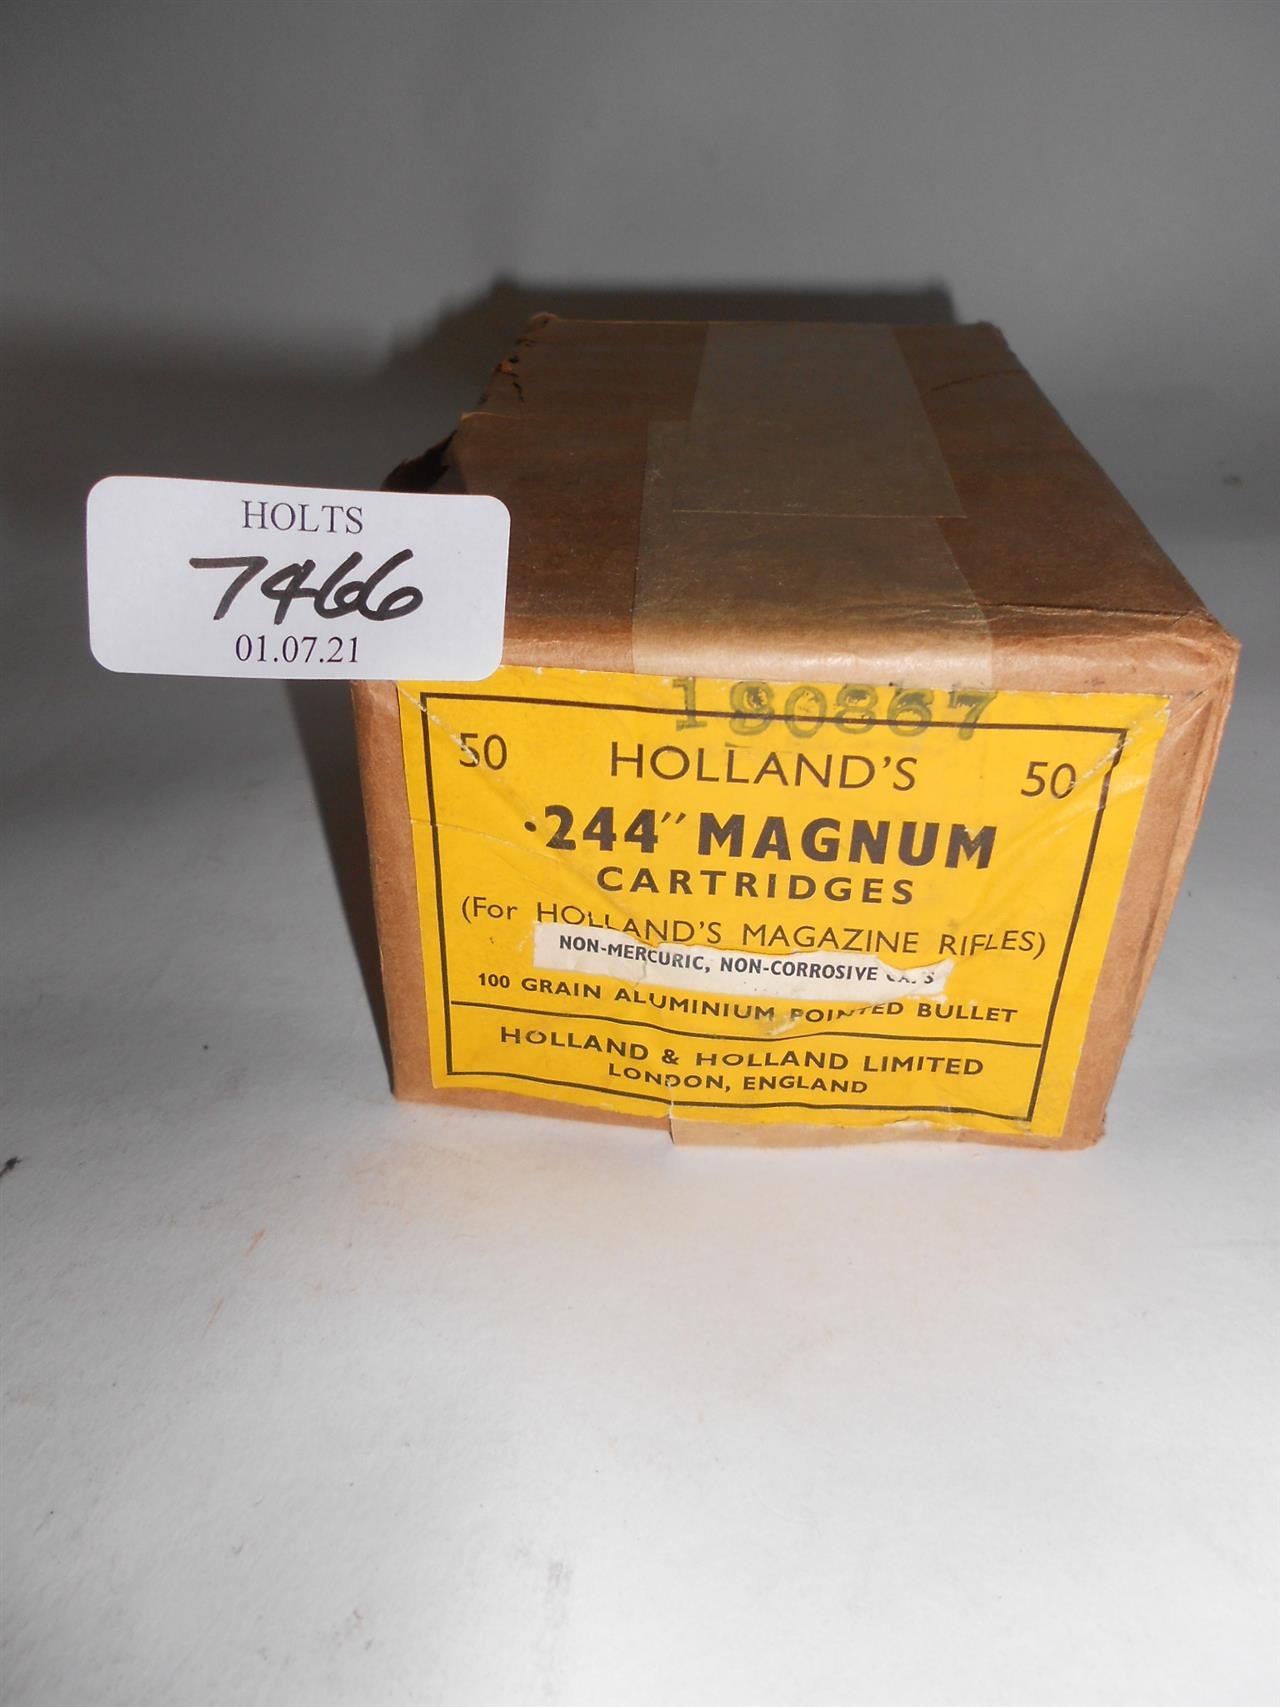 HOLTS
7466
01.07.21
50 HOLLAND'S 50
.244" MAGNUM
CARTRIDGES
(For HOLLAND'S MAGAZINE RIFLES)
NON-MERCURIC, NON-CORROSIVE
100 GRAIN ALUMINIUM POINTED BULLET
HOLLAND & HOLLAND LIMITED
LONDON, ENGLAND